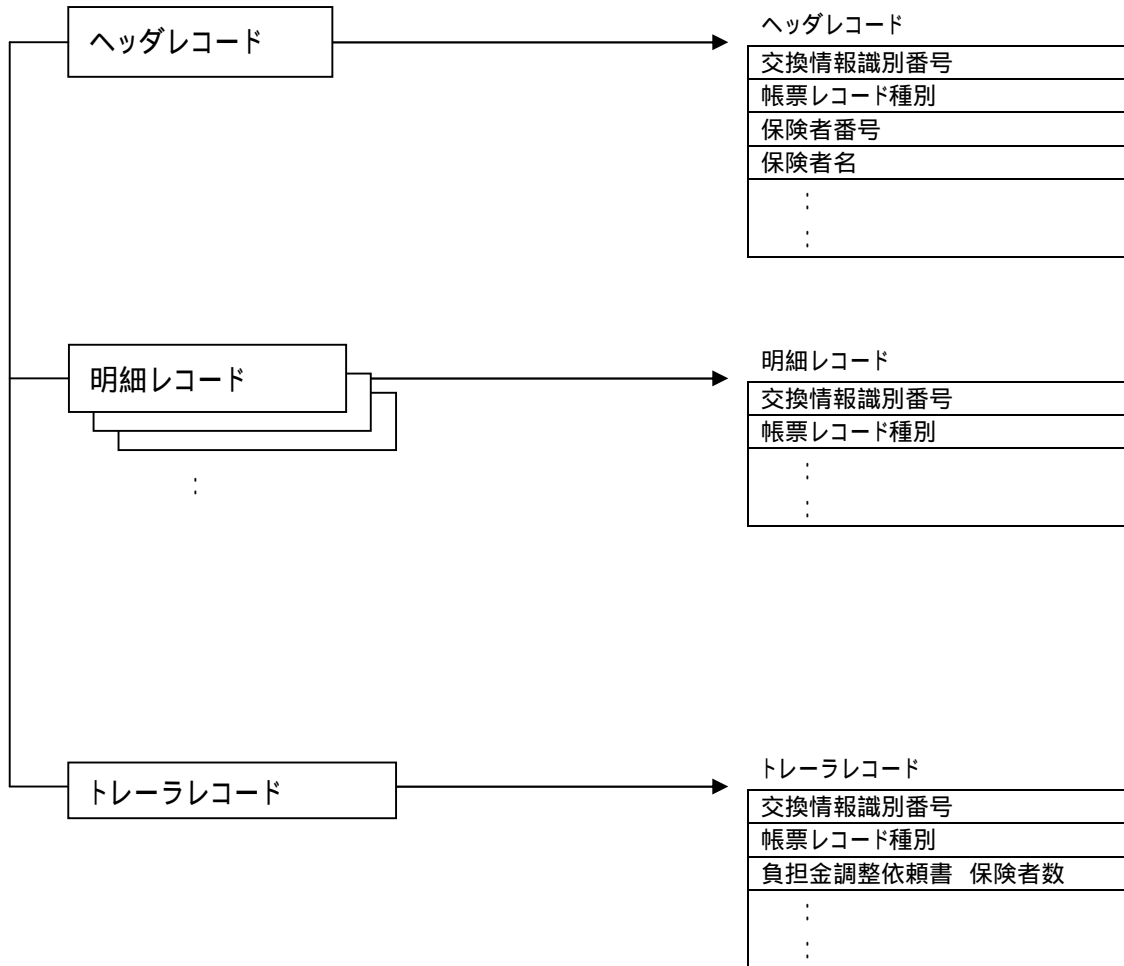 ヘッダレコード
ヘッダレコード
交換情報識別番号
帳票レコード種別
保険者番号
保険者名
:
:
明細レコード
:
明細レコード
交換情報識別番号
帳票レコード種別
:
:
トレーラレコード
トレーラレコード
交換情報識別番号
帳票レコード種別
負担金調整依頼書 保険者数
:
: